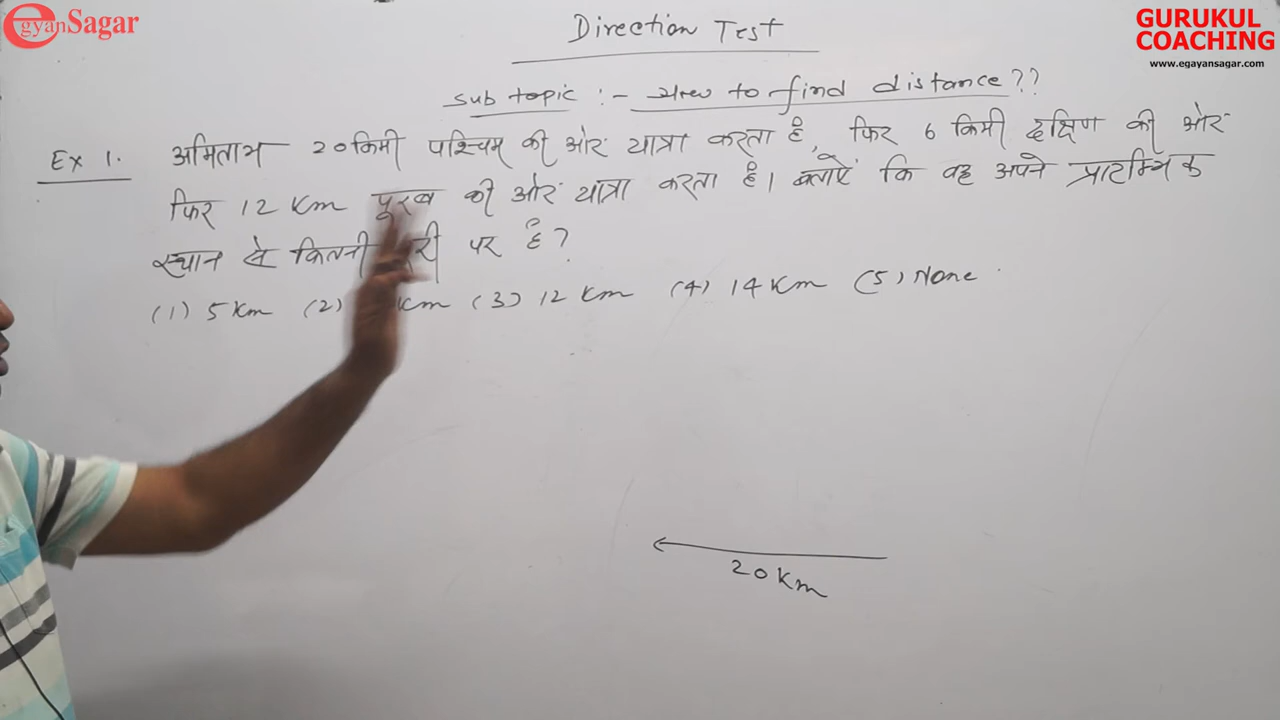 egyanSagar
GURUKUL
COACHING
www.egayansagar.com
Direction Test
Sub topic :- How to find distance??
Ex 1. अमिताभ 20 किमी पश्चिम की ओर यात्रा करता है, फिर 6 किमी दक्षिण की ओर
फिर 12 Km पूरब की ओर यात्रा करता है। बताएं कि वह अपने प्रारम्भिक
स्थान से कितनी दूरी पर है?
(1) 5 Km (2) Km (3) 12 Km (4) 14 Km (5) None
20 Km